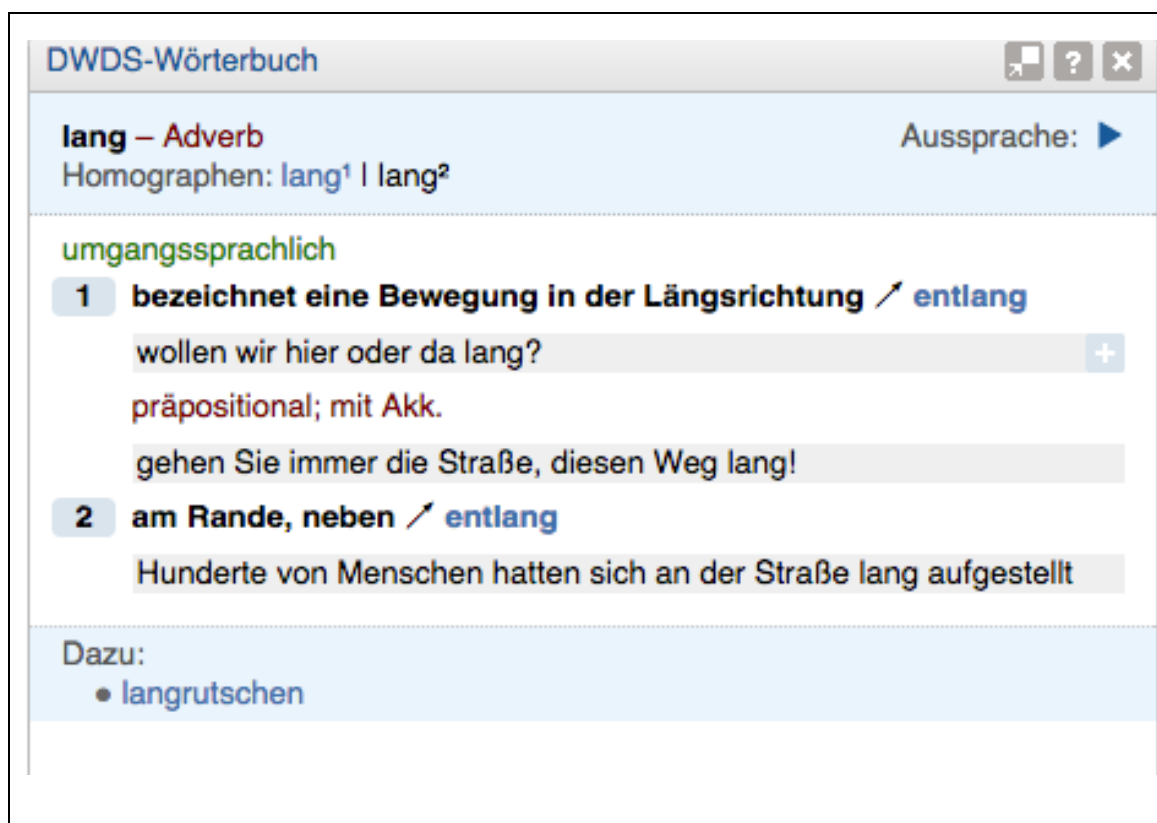 DWDS-Wörterbuch
lang – Adverb Aussprache:
Homographen: lang¹ | lang²
umgangssprachlich
1 bezeichnet eine Bewegung in der Längsrichtung ↗ entlang
wollen wir hier oder da lang?
präpositional; mit Akk.
gehen Sie immer die Straße, diesen Weg lang!
2 am Rande, neben ↗ entlang
Hunderte von Menschen hatten sich an der Straße lang aufgestellt
Dazu:
• langrutschen